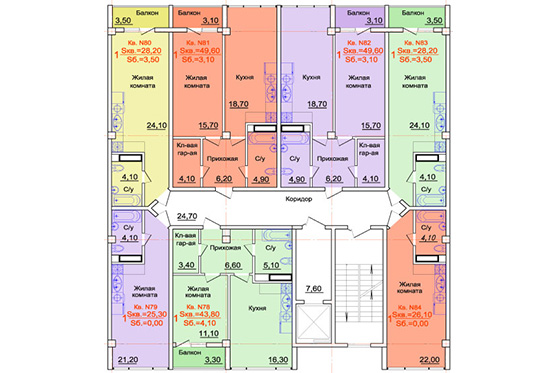 Балкон
3,50
Балкон
3,10
Балкон
3,10
Балкон
3,50
Кв. N80
1 Sкв.=28,20
Sб.=3,50
Жилая
комната
24,10
Кв. N81
1 Sкв.=49,60
Sб.=3,10
Жилая
комната
15,70
Кухня
18,70
Кухня
18,70
Кв. N82
1 Sкв.=49,60
Sб.=3,10
Жилая
комната
15,70
Кв. N83
1 Sкв.=28,20
Sб.=3,50
Жилая
комната
24,10
4,10
С/у
Кл-вая
гар-ая
4,10
Прихожая
6,20
С/у
4,90
С/у
4,90
Прихожая
6,20
Кл-вая
гар-ая
4,10
4,10
С/у
Коридор
24,70
С/у
4,10
Кл-вая
гар-ая
3,40
Прихожая
6,60
С/у
5,10
7,60
С/у
4,10
Жилая
комната
Кв. N79
1 Sкв.=25,30
Sб.=0,00
21,20
Жилая
комната
Кв. N78
1 Sкв.=43,80
Sб.=4,10
11,10
Кухня
16,30
Балкон
3,30
Жилая
комната
Кв. N84
1 Sкв.=26,10
Sб.=0,00
22,00